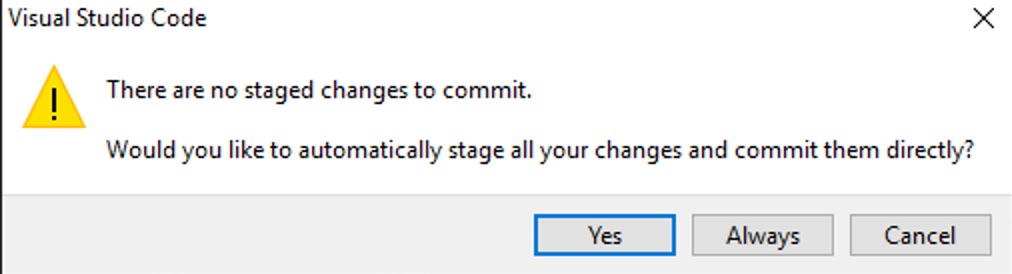 Visual Studio Code
There are no staged changes to commit.
Would you like to automatically stage all your changes and commit them directly?
Yes
Always
Cancel